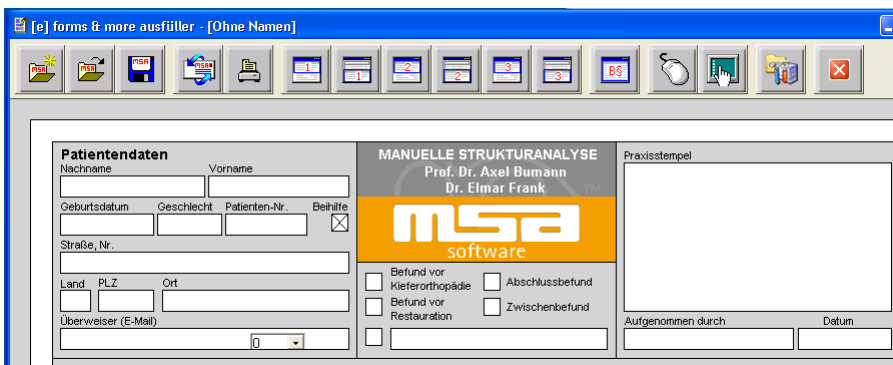 [e] forms & more ausfüller - [Ohne Namen]
MSA MSA MSA MSA 1 1 2 2 3 3 B§
Patientendaten
Nachname Vorname
Geburtsdatum Geschlecht Patienten-Nr. Beihilfe
Straße, Nr.
Land PLZ Ort
Überweiser (E-Mail)
0
MANUELLE STRUKTURANALYSE
Prof. Dr. Axel Bumann
Dr. Elmar Frank
TM
msa
software
Befund vor
Kieferorthopädie
Abschlussbefund
Befund vor
Restauration
Zwischenbefund
Praxisstempel
Aufgenommen durch Datum